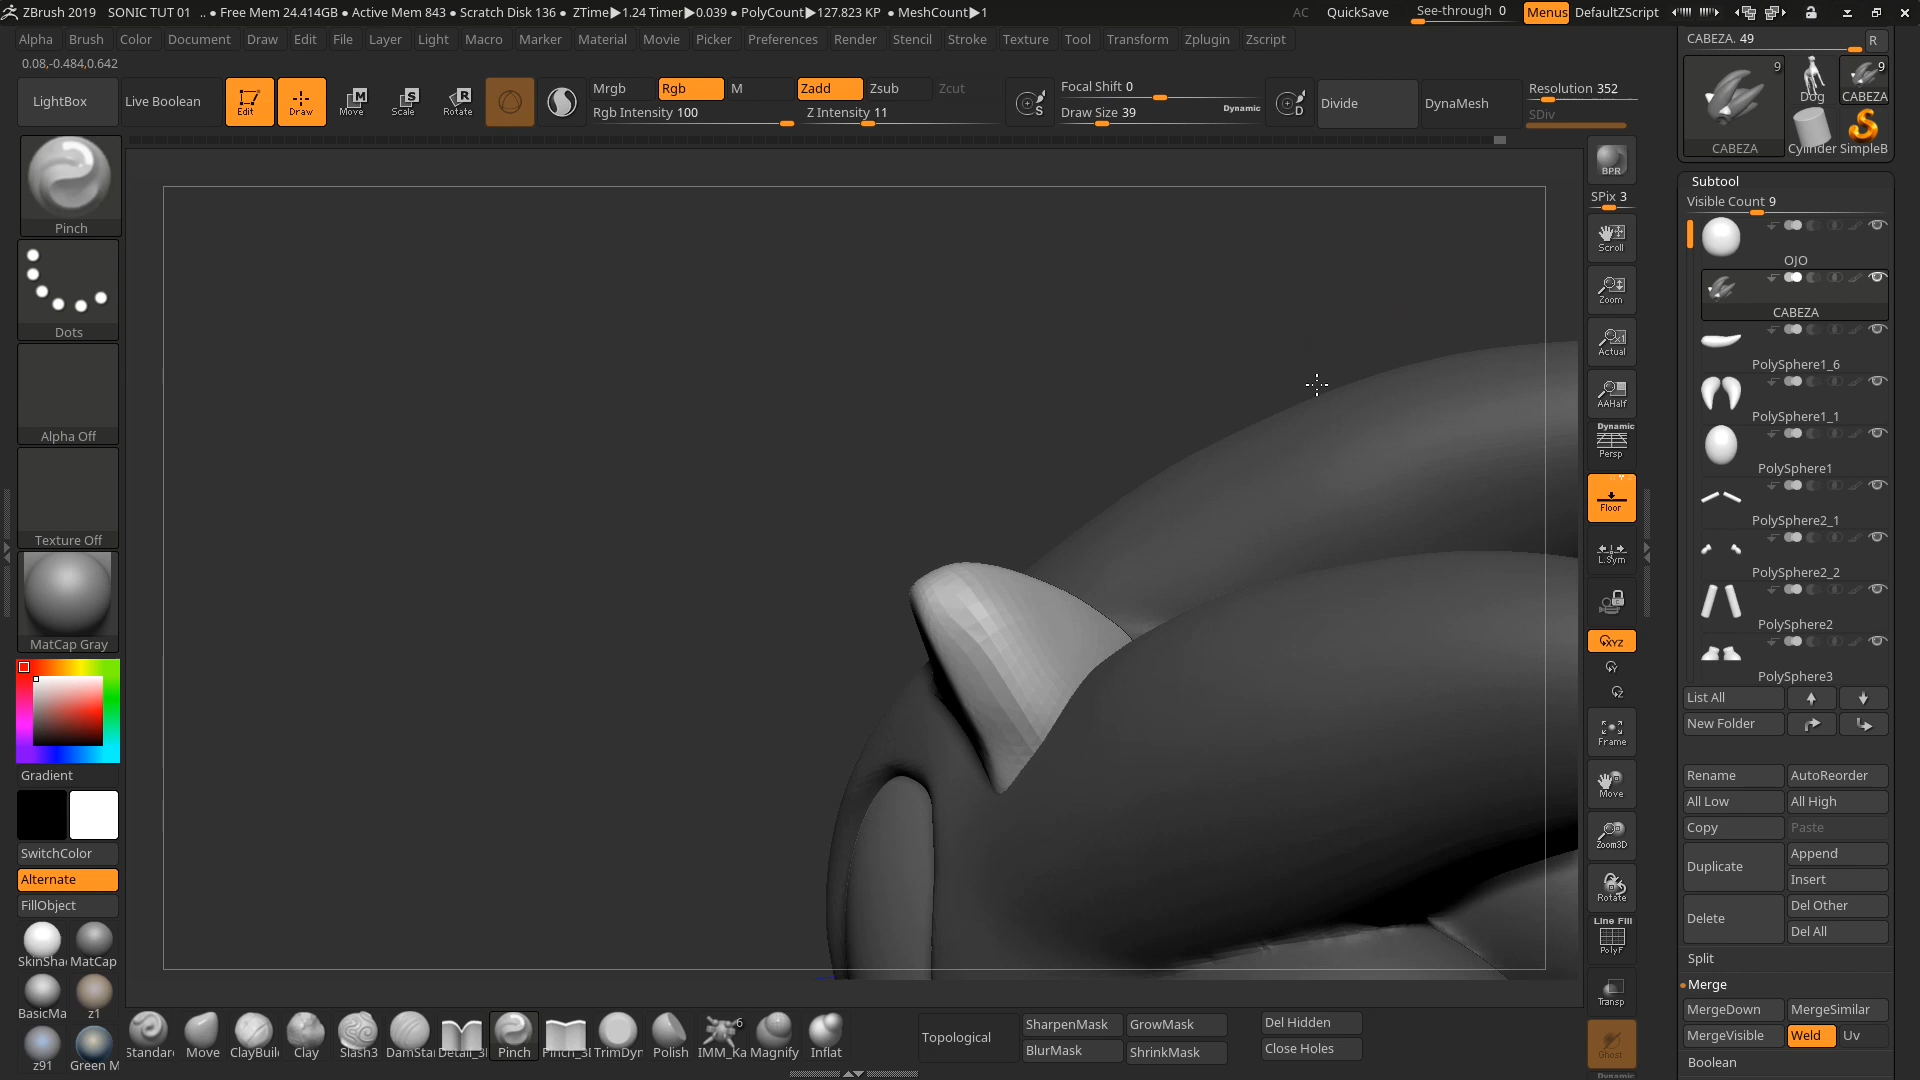 ZBrush 2019 SONIC TUT 01 .. ● Free Mem 24.414GB ● Active Mem 843 ● Scratch Disk 136 ● ZTime▶1.24 Timer▶0.039 ● PolyCount▶127.823 KP ● MeshCount▶1 AC QuickSave See-through 0 Menus DefaultZScript
Alpha Brush Color Document Draw Edit File Layer Light Macro Marker Material Movie Picker Preferences Render Stencil Stroke Texture Tool Transform Zplugin Zscript
CABEZA. 49 R
0.08,-0.484,0.642
LightBox Live Boolean Edit Draw Move Scale Rotate
Mrgb Rgb M Zadd Zsub Zcut
Rgb Intensity 100 Z Intensity 11
Focal Shift 0
Draw Size 39 Dynamic
Divide DynaMesh
Resolution 352
SDiv
9 9
Dog CABEZA
CABEZA Cylinder SimpleB
Pinch
Dots
Alpha Off
Texture Off
MatCap Gray
Gradient
SwitchColor
Alternate
FillObject
SkinSha MatCap
BasicMa z1
z91 Green M
BPR
SPix 3
Scroll
Zoom
Actual
AAHalf
Dynamic
Persp
Floor
L.Sym
XYZ
Y
Z
Frame
Move
Zoom3D
Rotate
Line Fill
PolyF
Transp
Ghost
Dynamic
Subtool
Visible Count 9
OJO
CABEZA
PolySphere1_6
PolySphere1_1
PolySphere1
PolySphere2_1
PolySphere2_2
PolySphere2
PolySphere3
List All
New Folder
Rename AutoReorder
All Low All High
Copy Paste
Duplicate Append
Insert
Delete Del Other
Del All
Split
Merge
MergeDown MergeSimilar
MergeVisible Weld Uv
Boolean
Standar Move ClayBuil Clay Slash3 DamSta Detail_3 Pinch Pinch_3 TrimDyn Polish IMM_Ka 6 Magnify Inflat
Topological
SharpenMask GrowMask
BlurMask ShrinkMask
Del Hidden
Close Holes